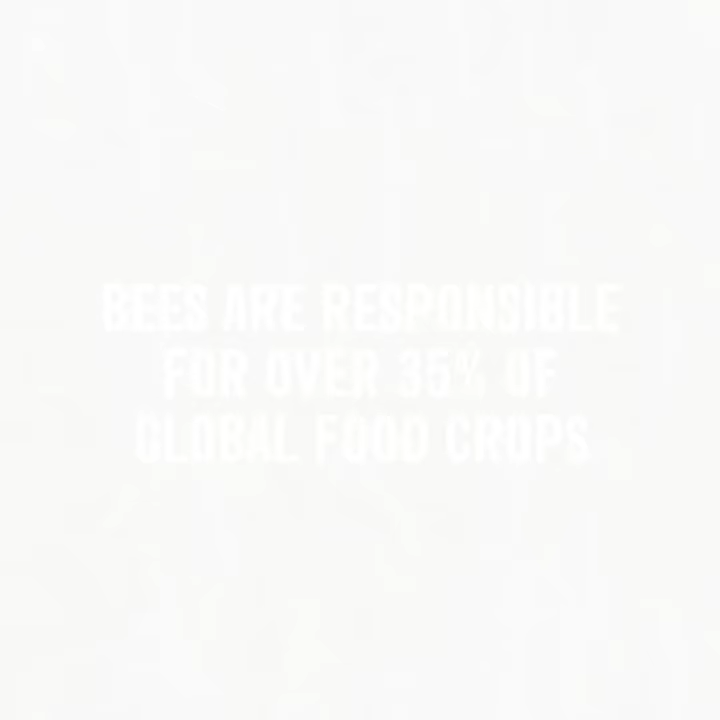 BEES ARE RESPONSIBLE
FOR OVER 35% OF
GLOBAL FOOD CROPS